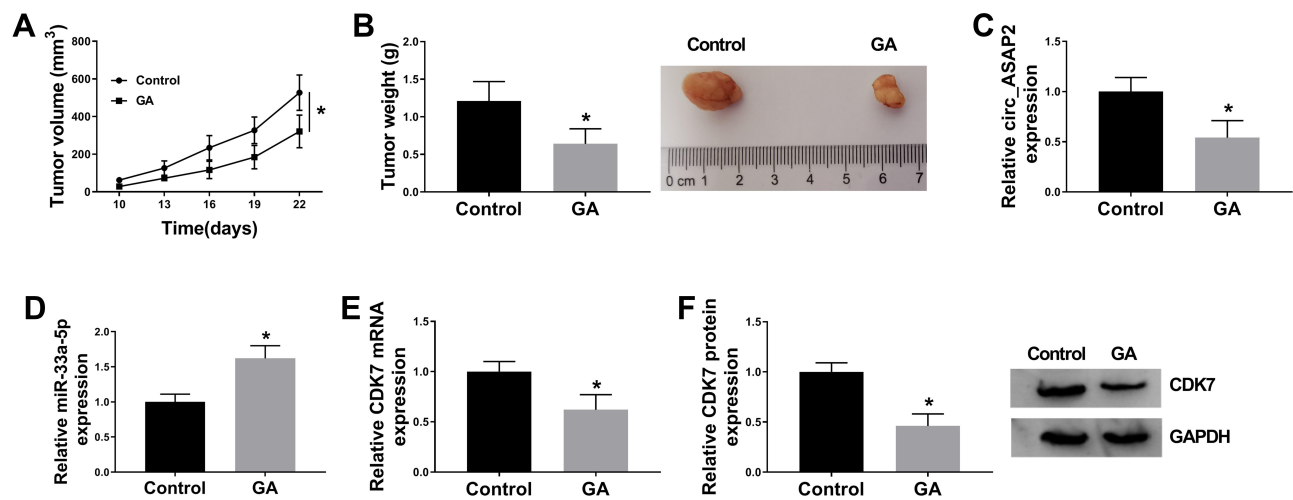 A
Tumor volume (mm3)
800
600
400
200
0
Control
GA
*
10 13 16 19 22
Time(days)
B
Tumor weight (g)
2.0
1.5
1.0
0.5
0.0
*
Control GA
Control GA
0 cm 1 2 3 4 5 6 7
C
Relative circ_ASAP2
expression
1.5
1.0
0.5
0.0
*
Control GA
D
Relative miR-33a-5p
expression
2.0
1.5
1.0
0.5
0.0
*
Control GA
E
Relative CDK7 mRNA
expression
1.5
1.0
0.5
0.0
*
Control GA
F
Relative CDK7 protein
expression
1.5
1.0
0.5
0.0
*
Control GA
Control GA
CDK7
GAPDH